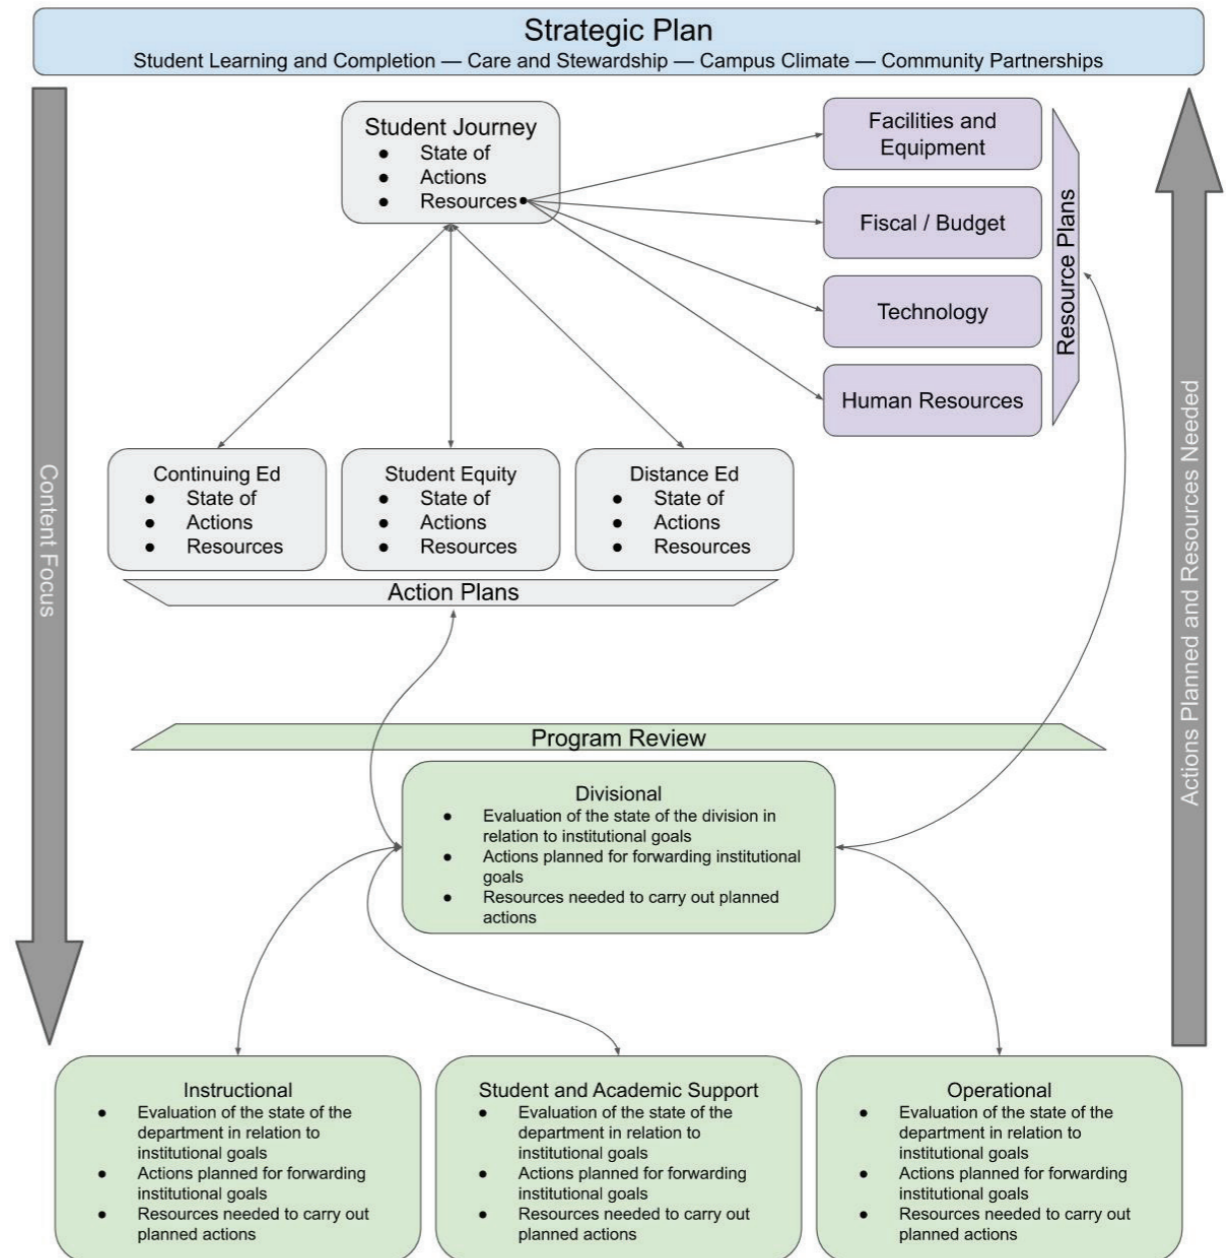 Strategic Plan
Student Learning and Completion — Care and Stewardship — Campus Climate — Community Partnerships
Student Journey
● State of
● Actions
● Resources
Facilities and
Equipment
Fiscal / Budget
Technology
Human Resources
Resource Plans
Content Focus
Actions Planned and Resources Needed
Continuing Ed
● State of
● Actions
● Resources
Student Equity
● State of
● Actions
● Resources
Distance Ed
● State of
● Actions
● Resources
Action Plans
Program Review
Divisional
● Evaluation of the state of the division in
relation to institutional goals
● Actions planned for forwarding institutional
goals
● Resources needed to carry out planned
actions
Instructional
● Evaluation of the state of the
department in relation to
institutional goals
● Actions planned for forwarding
institutional goals
● Resources needed to carry out
planned actions
Student and Academic Support
● Evaluation of the state of the
department in relation to
institutional goals
● Actions planned for forwarding
institutional goals
● Resources needed to carry out
planned actions
Operational
● Evaluation of the state of the
department in relation to
institutional goals
● Actions planned for forwarding
institutional goals
● Resources needed to carry out
planned actions